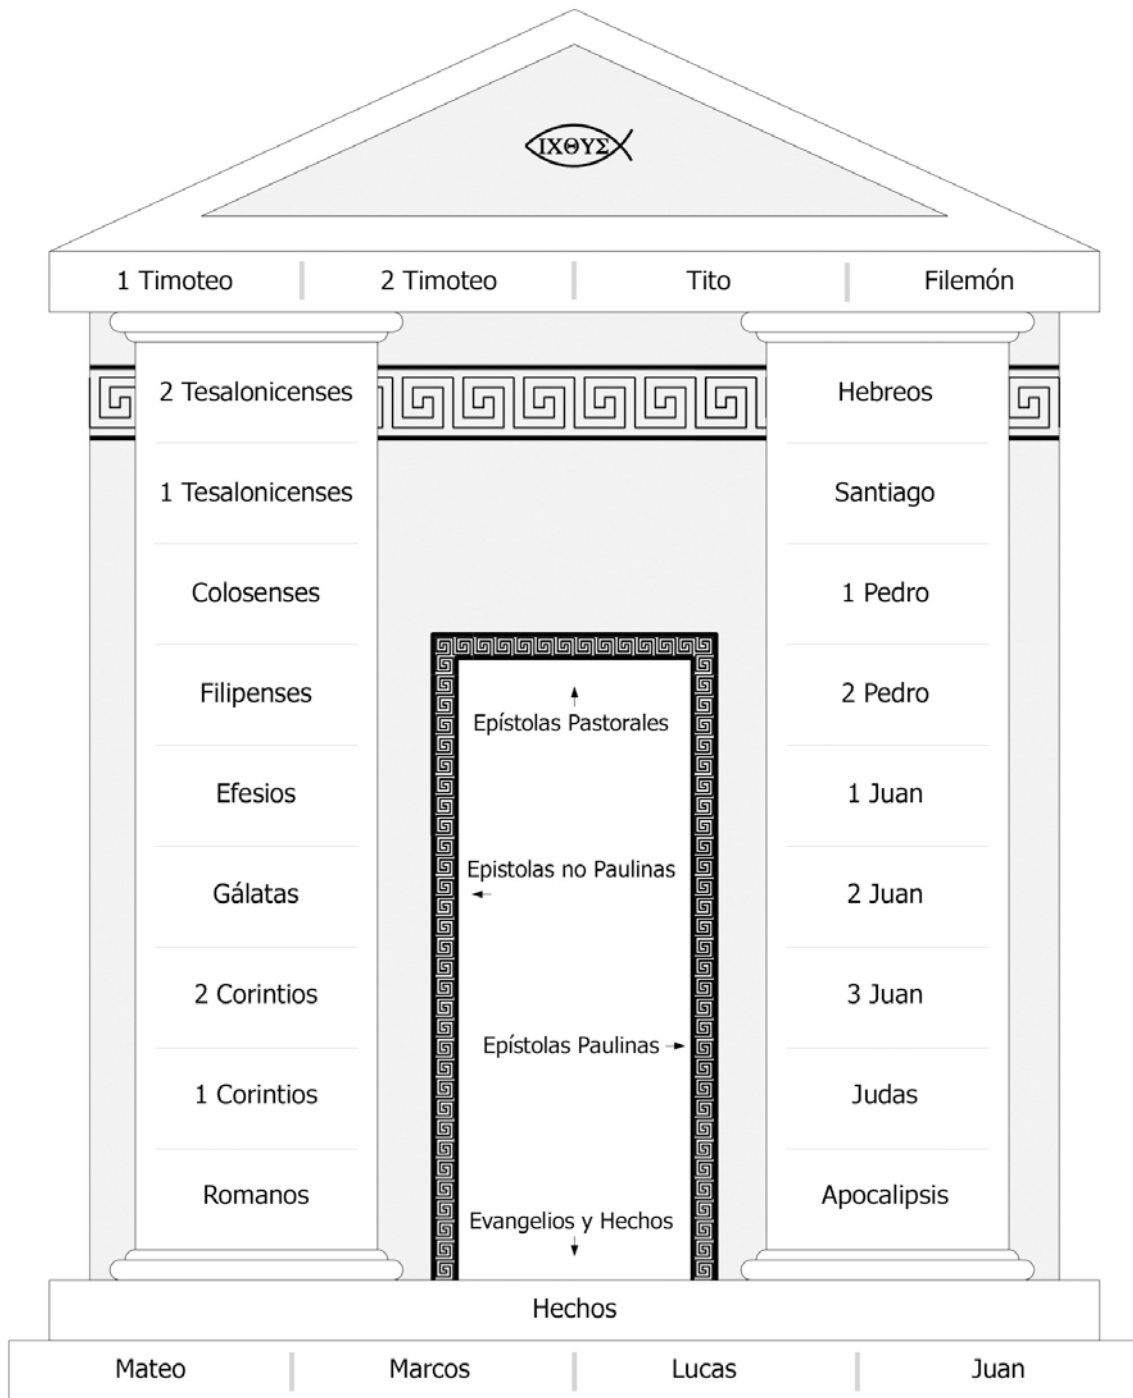 ΙΧΘΥΣ
1 Timoteo
2 Timoteo
Tito
Filemón
2 Tesalonicenses
1 Tesalonicenses
Colosenses
Filipenses
Efesios
Gálatas
2 Corintios
1 Corintios
Romanos
Epístolas Pastorales
Epistolas no Paulinas
Epístolas Paulinas
Evangelios y Hechos
Hebreos
Santiago
1 Pedro
2 Pedro
1 Juan
2 Juan
3 Juan
Judas
Apocalipsis
Hechos
Mateo
Marcos
Lucas
Juan